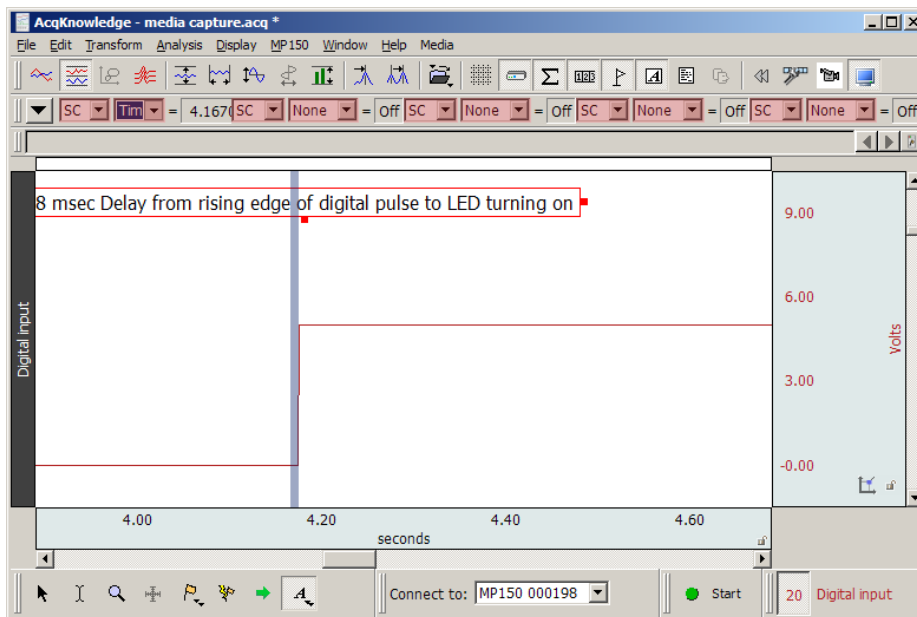 AcqKnowledge - media capture.acq *
File Edit Transform Analysis Display MP150 Window Help Media
SC Tim = 4.1670 SC None = Off SC None = Off SC None = Off SC None = Off
8 msec Delay from rising edge of digital pulse to LED turning on
9.00
6.00
3.00
-0.00
Volts
Digital input
4.00 4.20 4.40 4.60
seconds
Connect to: MP150 000198 Start 20 Digital input